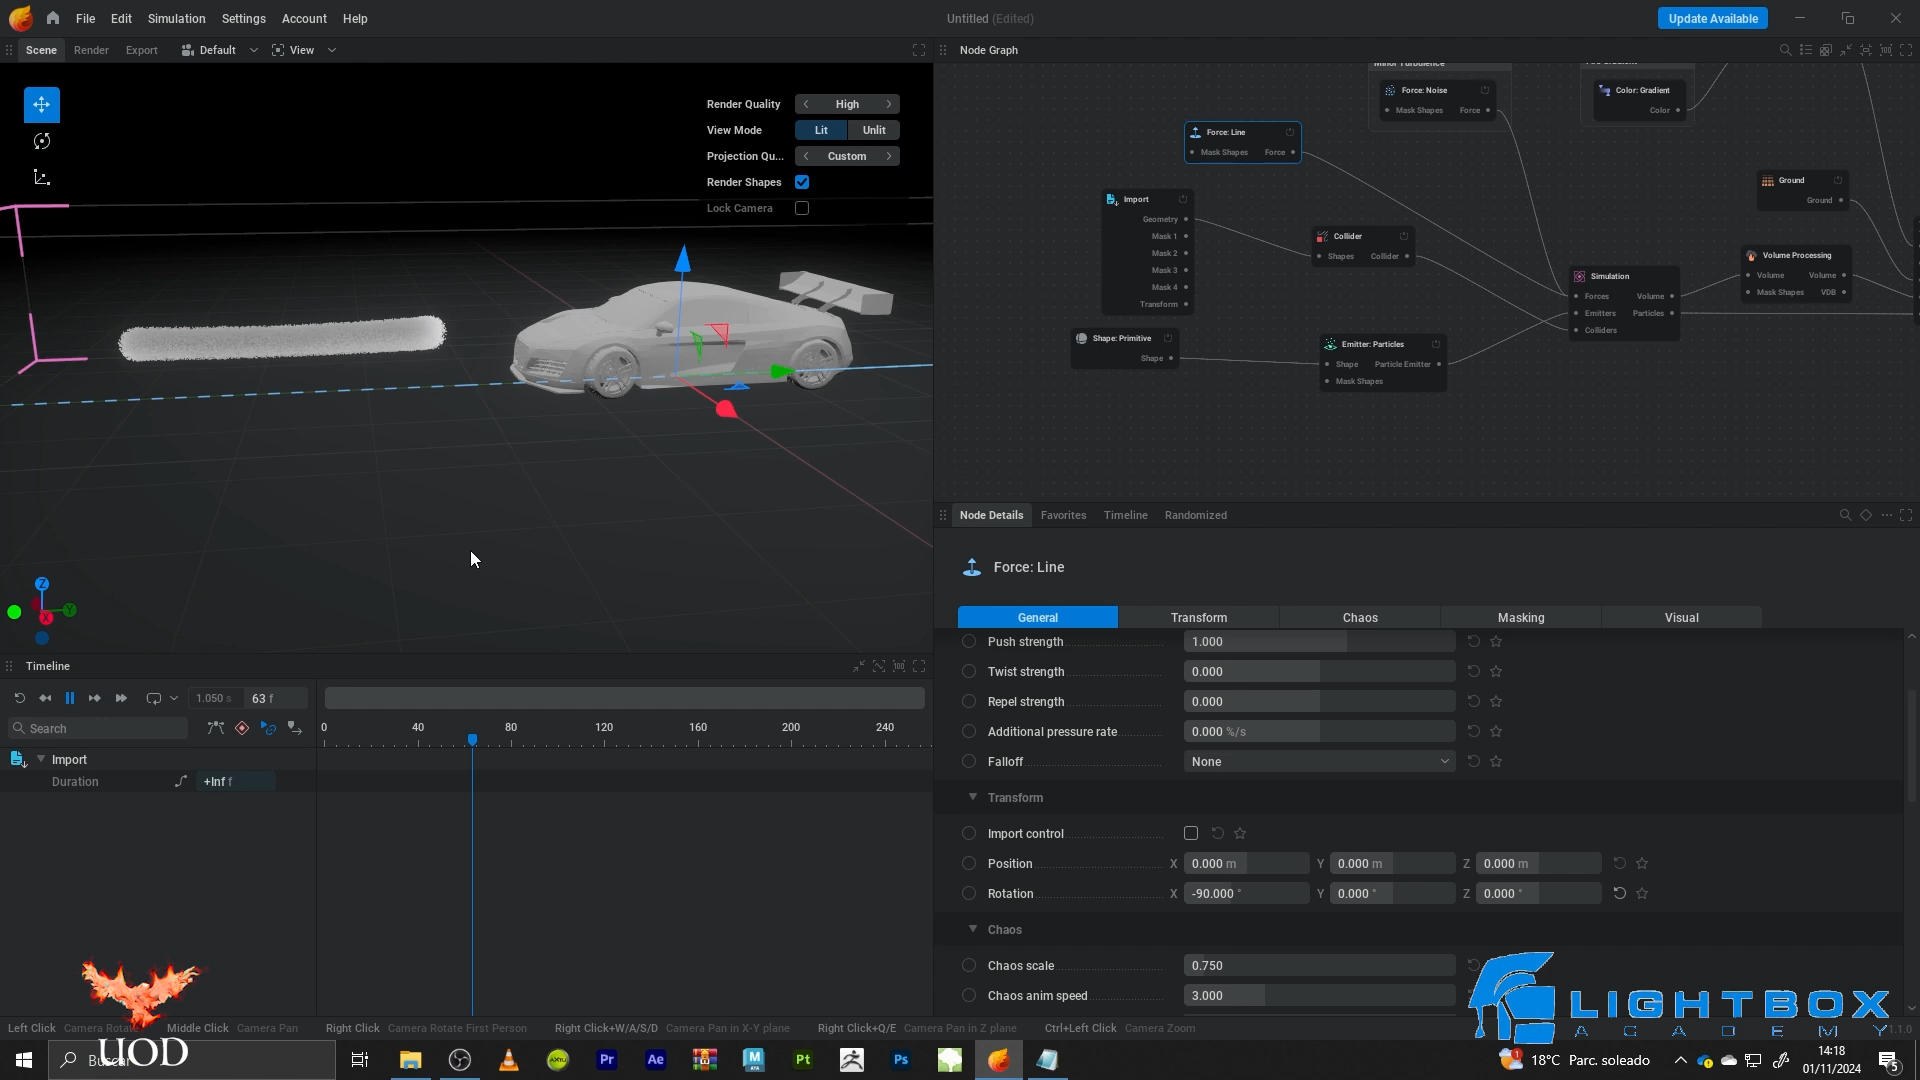 File Edit Simulation Settings Account Help
Untitled (Edited)
Update Available
Scene Render Export Default View
Render Quality High
View Mode Lit Unlit
Projection Qu... Custom
Render Shapes
Lock Camera
Z
Y
X
Node Graph
Minor Turbulence
Force: Noise
Mask Shapes Force
Color: Gradient
Color
Force: Line
Mask Shapes Force
Import
Geometry
Mask 1
Mask 2
Mask 3
Mask 4
Transform
Collider
Shapes Collider
Shape: Primitive
Shape
Emitter: Particles
Shape Particle Emitter
Mask Shapes
Simulation
Forces Volume
Emitters Particles
Colliders
Ground
Ground
Volume Processing
Volume Volume
Mask Shapes VDB
Node Details Favorites Timeline Randomized
Force: Line
General Transform Chaos Masking Visual
Push strength 1.000
Twist strength 0.000
Repel strength 0.000
Additional pressure rate 0.000 %/s
Falloff None
Transform
Import control
Position X 0.000 m Y 0.000 m Z 0.000 m
Rotation X -90.000 ° Y 0.000 ° Z 0.000 °
Chaos
Chaos scale 0.750
Chaos anim speed 3.000
Timeline
1.050 s 63 f
Search
0 40 80 120 160 200 240
Import
Duration +Inf f
Left Click Camera Rotate Middle Click Camera Pan Right Click Camera Rotate First Person Right Click+W/A/S/D Camera Pan in X-Y plane Right Click+Q/E Camera Pan in Z plane Ctrl+Left Click Camera Zoom
UOD
LIGHTBOX
ACADEMY
18°C Parc. soleado
14:18
01/11/2024
5